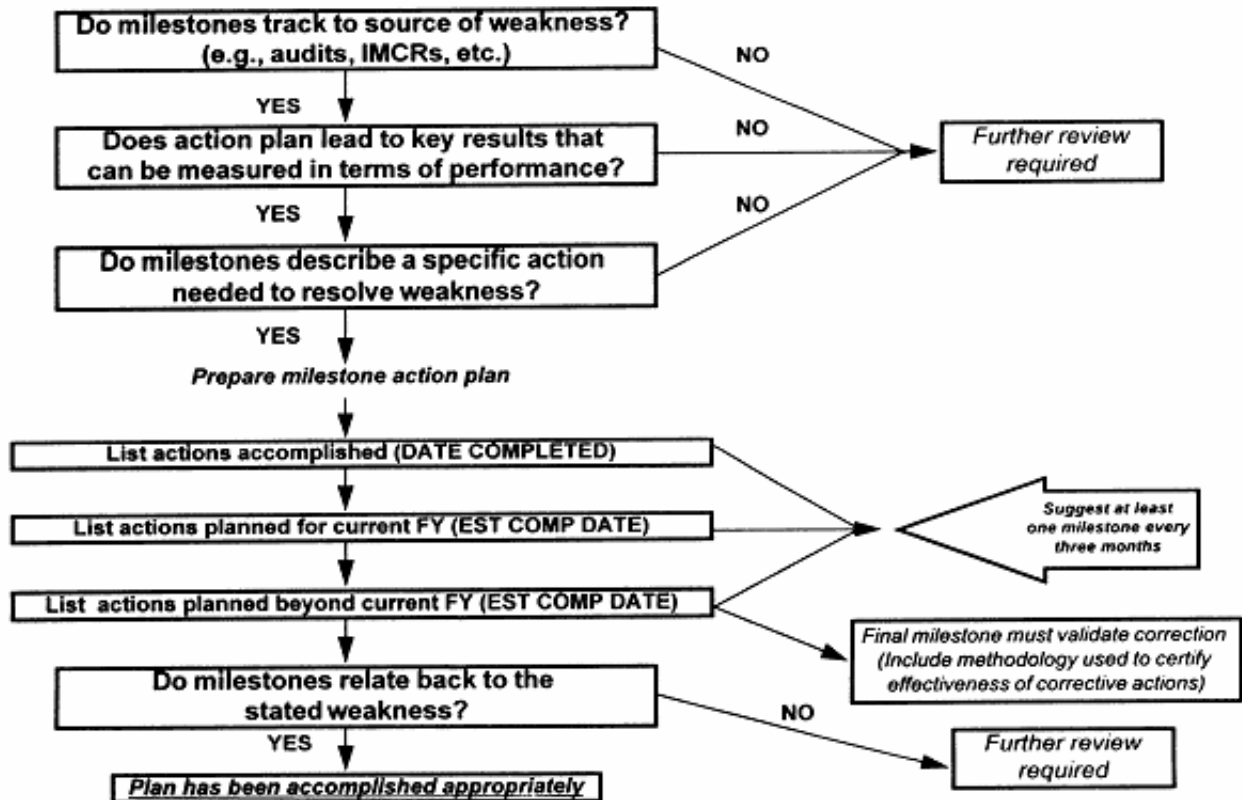 Do milestones track to source of weakness?
(e.g., audits, IMCRs, etc.)
NO
YES
Does action plan lead to key results that
can be measured in terms of performance?
NO
Further review
required
YES
NO
Do milestones describe a specific action
needed to resolve weakness?
YES
Prepare milestone action plan
List actions accomplished (DATE COMPLETED)
List actions planned for current FY (EST COMP DATE)
Suggest at least
one milestone every
three months
List actions planned beyond current FY (EST COMP DATE)
Final milestone must validate correction
(Include methodology used to certify
effectiveness of corrective actions)
Do milestones relate back to the
stated weakness?
NO
YES
Further review
required
Plan has been accomplished appropriately